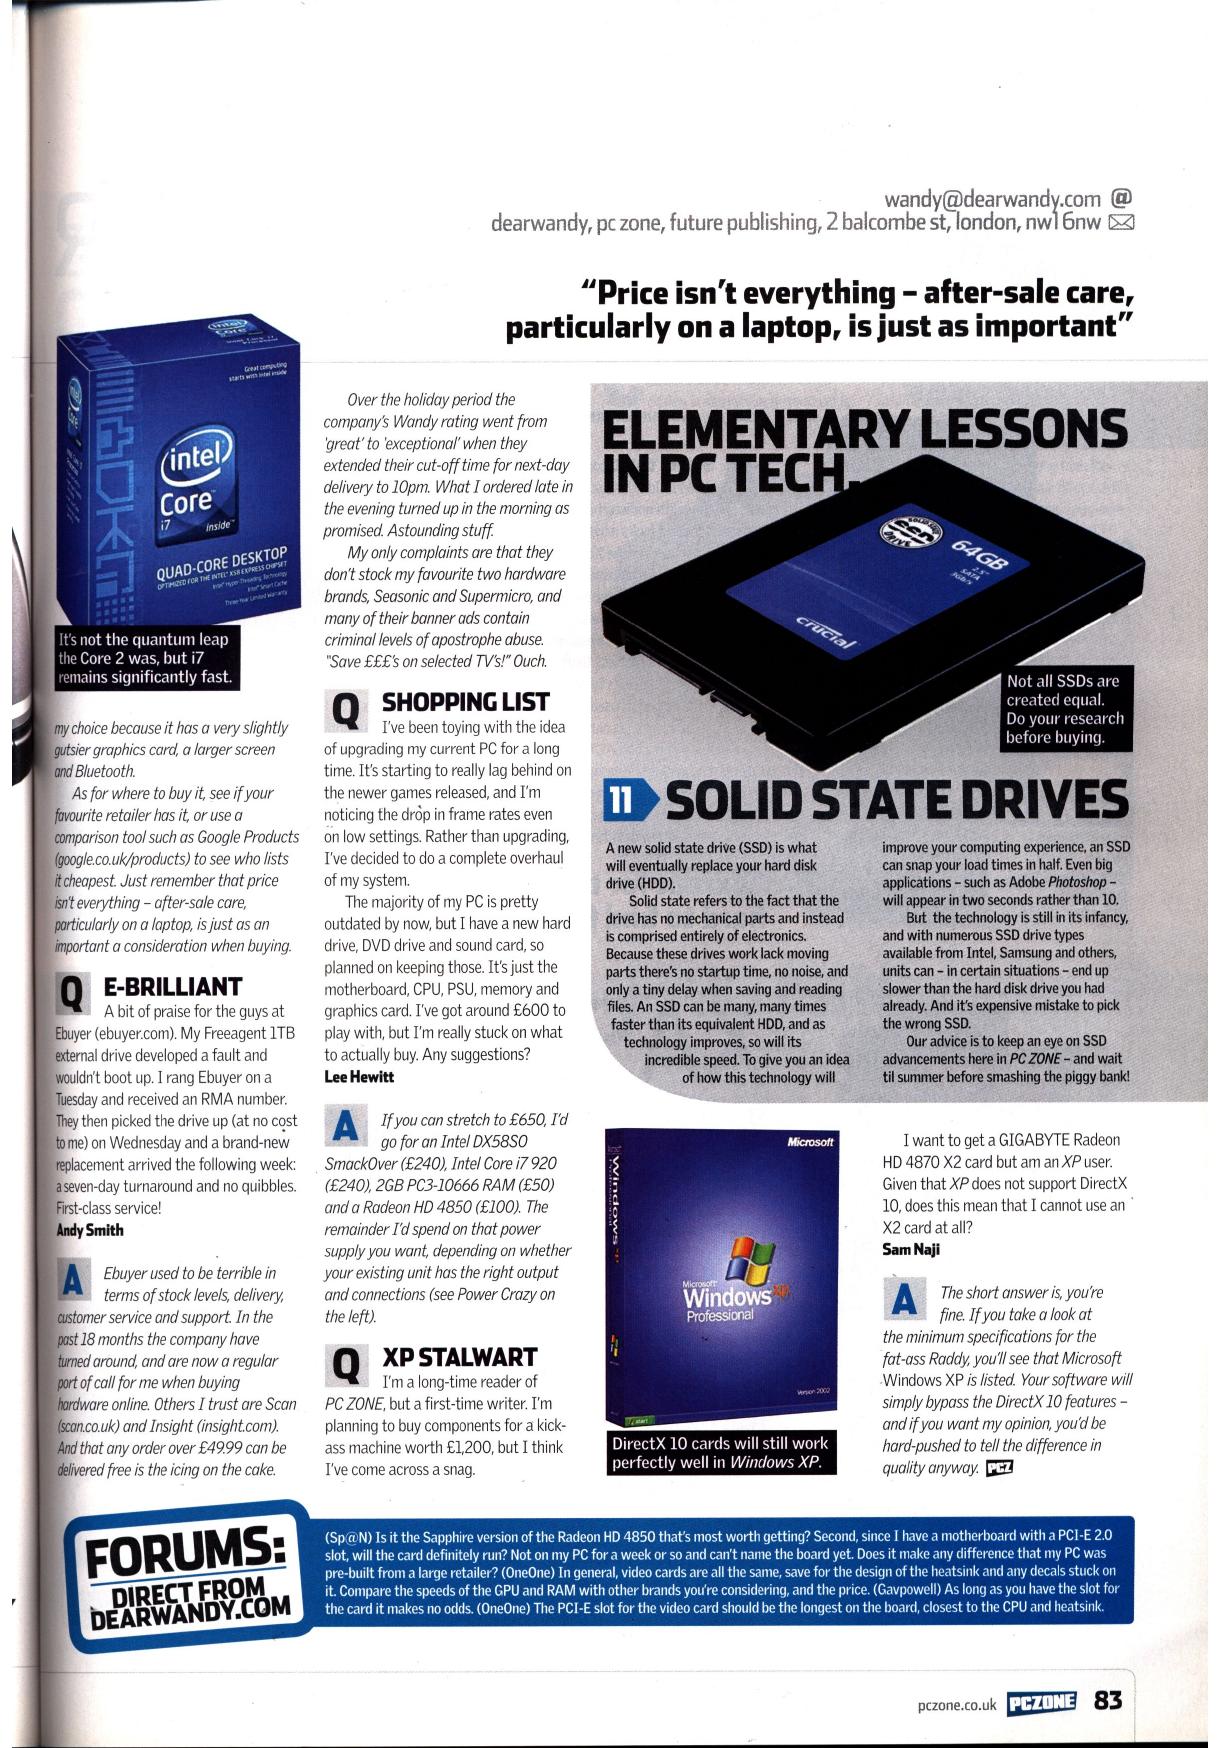 wandy@dearwandy.com @
dearwandy, pc zone, future publishing, 2 balcombe st, london, nw1 6nw
“Price isn’t everything – after-sale care,
particularly on a laptop, is just as important”
intel
Core™
Great computing
starts with Intel inside
intel
Core™
i7
inside™
QUAD-CORE DESKTOP
OPTIMIZED FOR THE INTEL® X58 EXPRESS CHIPSET
Intel® Hyper-Threading Technology
Intel® Smart Cache
Three-Year Limited Warranty
It’s not the quantum leap
the Core 2 was, but i7
remains significantly fast.
my choice because it has a very slightly
gutsier graphics card, a larger screen
and Bluetooth.
As for where to buy it, see if your
favourite retailer has it, or use a
comparison tool such as Google Products
(google.co.uk/products) to see who lists
it cheapest. Just remember that price
isn’t everything – after-sale care,
particularly on a laptop, is just as an
important a consideration when buying.
Q E-BRILLIANT
A bit of praise for the guys at
Ebuyer (ebuyer.com). My Freeagent 1TB
external drive developed a fault and
wouldn’t boot up. I rang Ebuyer on a
Tuesday and received an RMA number.
They then picked the drive up (at no cost
to me) on Wednesday and a brand-new
replacement arrived the following week:
a seven-day turnaround and no quibbles.
First-class service!
Andy Smith
A Ebuyer used to be terrible in
terms of stock levels, delivery,
customer service and support. In the
past 18 months the company have
turned around, and are now a regular
port of call for me when buying
hardware online. Others I trust are Scan
(scan.co.uk) and Insight (insight.com).
And that any order over £49.99 can be
delivered free is the icing on the cake.
Over the holiday period the
company’s Wandy rating went from
‘great’ to ‘exceptional’ when they
extended their cut-off time for next-day
delivery to 10pm. What I ordered late in
the evening turned up in the morning as
promised. Astounding stuff.
My only complaints are that they
don’t stock my favourite two hardware
brands, Seasonic and Supermicro, and
many of their banner ads contain
criminal levels of apostrophe abuse.
“Save £££’s on selected TV’s!” Ouch.
Q SHOPPING LIST
I’ve been toying with the idea
of upgrading my current PC for a long
time. It’s starting to really lag behind on
the newer games released, and I’m
noticing the drop in frame rates even
on low settings. Rather than upgrading,
I’ve decided to do a complete overhaul
of my system.
The majority of my PC is pretty
outdated by now, but I have a new hard
drive, DVD drive and sound card, so
planned on keeping those. It’s just the
motherboard, CPU, PSU, memory and
graphics card. I’ve got around £600 to
play with, but I’m really stuck on what
to actually buy. Any suggestions?
Lee Hewitt
A If you can stretch to £650, I’d
go for an Intel DX58SO
SmackOver (£240), Intel Core i7 920
(£240), 2GB PC3-10666 RAM (£50)
and a Radeon HD 4850 (£100). The
remainder I’d spend on that power
supply you want, depending on whether
your existing unit has the right output
and connections (see Power Crazy on
the left).
Q XP STALWART
I’m a long-time reader of
PC ZONE, but a first-time writer. I’m
planning to buy components for a kick-
ass machine worth £1,200, but I think
I’ve come across a snag.
ELEMENTARY LESSONS
IN PC TECH.
SOLID STATE
DRIVE
64GB
2.5"
SATA
3Gb/s
crucial
Not all SSDs are
created equal.
Do your research
before buying.
11 SOLID STATE DRIVES
A new solid state drive (SSD) is what
will eventually replace your hard disk
drive (HDD).
Solid state refers to the fact that the
drive has no mechanical parts and instead
is comprised entirely of electronics.
Because these drives work lack moving
parts there’s no startup time, no noise, and
only a tiny delay when saving and reading
files. An SSD can be many, many times
faster than its equivalent HDD, and as
technology improves, so will its
incredible speed. To give you an idea
of how this technology will
improve your computing experience, an SSD
can snap your load times in half. Even big
applications – such as Adobe Photoshop –
will appear in two seconds rather than 10.
But the technology is still in its infancy,
and with numerous SSD drive types
available from Intel, Samsung and others,
units can – in certain situations – end up
slower than the hard disk drive you had
already. And it’s expensive mistake to pick
the wrong SSD.
Our advice is to keep an eye on SSD
advancements here in PC ZONE – and wait
til summer before smashing the piggy bank!
Microsoft
Windows xp
Microsoft®
Windows xp
Professional
Version 2002
start
DirectX 10 cards will still work
perfectly well in Windows XP.
I want to get a GIGABYTE Radeon
HD 4870 X2 card but am an XP user.
Given that XP does not support DirectX
10, does this mean that I cannot use an
X2 card at all?
Sam Naji
A The short answer is, you’re
fine. If you take a look at
the minimum specifications for the
fat-ass Raddy, you’ll see that Microsoft
Windows XP is listed. Your software will
simply bypass the DirectX 10 features –
and if you want my opinion, you’d be
hard-pushed to tell the difference in
quality anyway. PCZ
FORUMS:
DIRECT FROM
DEARWANDY.COM
(Sp@N) Is it the Sapphire version of the Radeon HD 4850 that’s most worth getting? Second, since I have a motherboard with a PCI-E 2.0
slot, will the card definitely run? Not on my PC for a week or so and can’t name the board yet. Does it make any difference that my PC was
pre-built from a large retailer? (OneOne) In general, video cards are all the same, save for the design of the heatsink and any decals stuck on
it. Compare the speeds of the GPU and RAM with other brands you’re considering, and the price. (Gavpowell) As long as you have the slot for
the card it makes no odds. (OneOne) The PCI-E slot for the video card should be the longest on the board, closest to the CPU and heatsink.
pczone.co.uk PCZONE 83